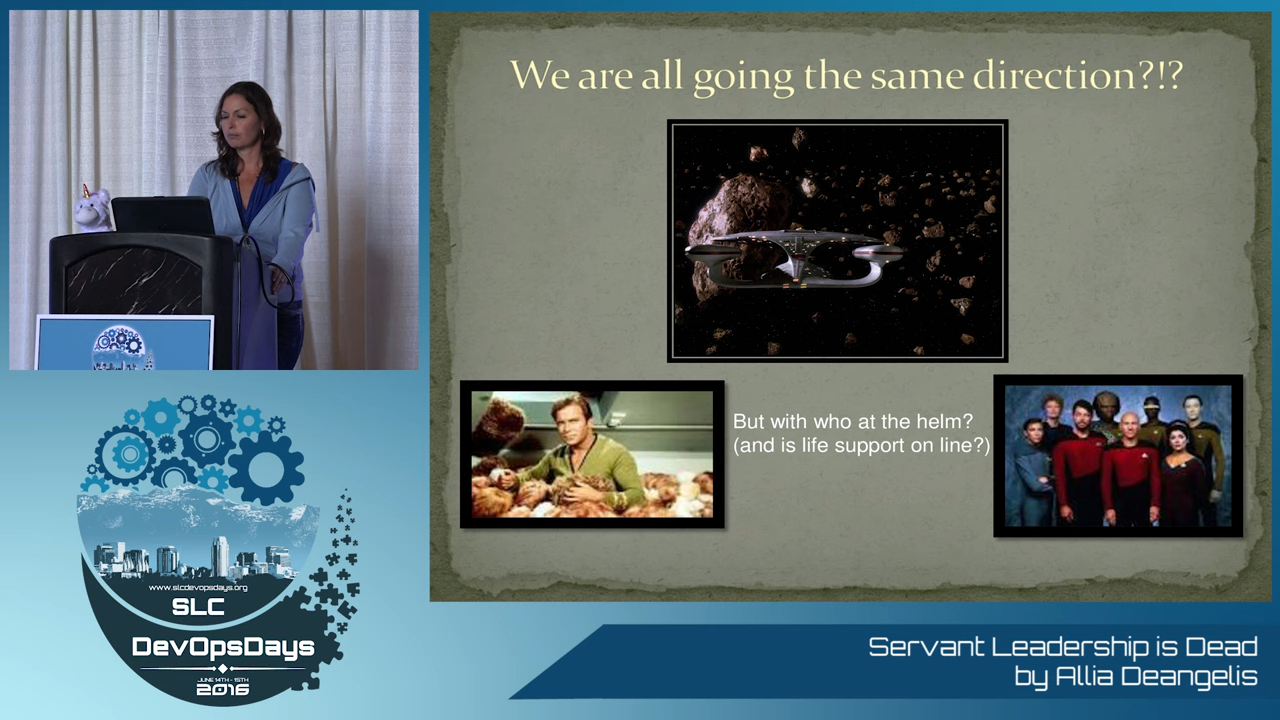 We are all going the same direction?!?
But with who at the helm?
(and is life support on line?)
www.slcdevopsdays.org
SLC
DevOpsDays
JUNE 14TH - 15TH
2016
Servant Leadership is Dead
by Allia Deangelis